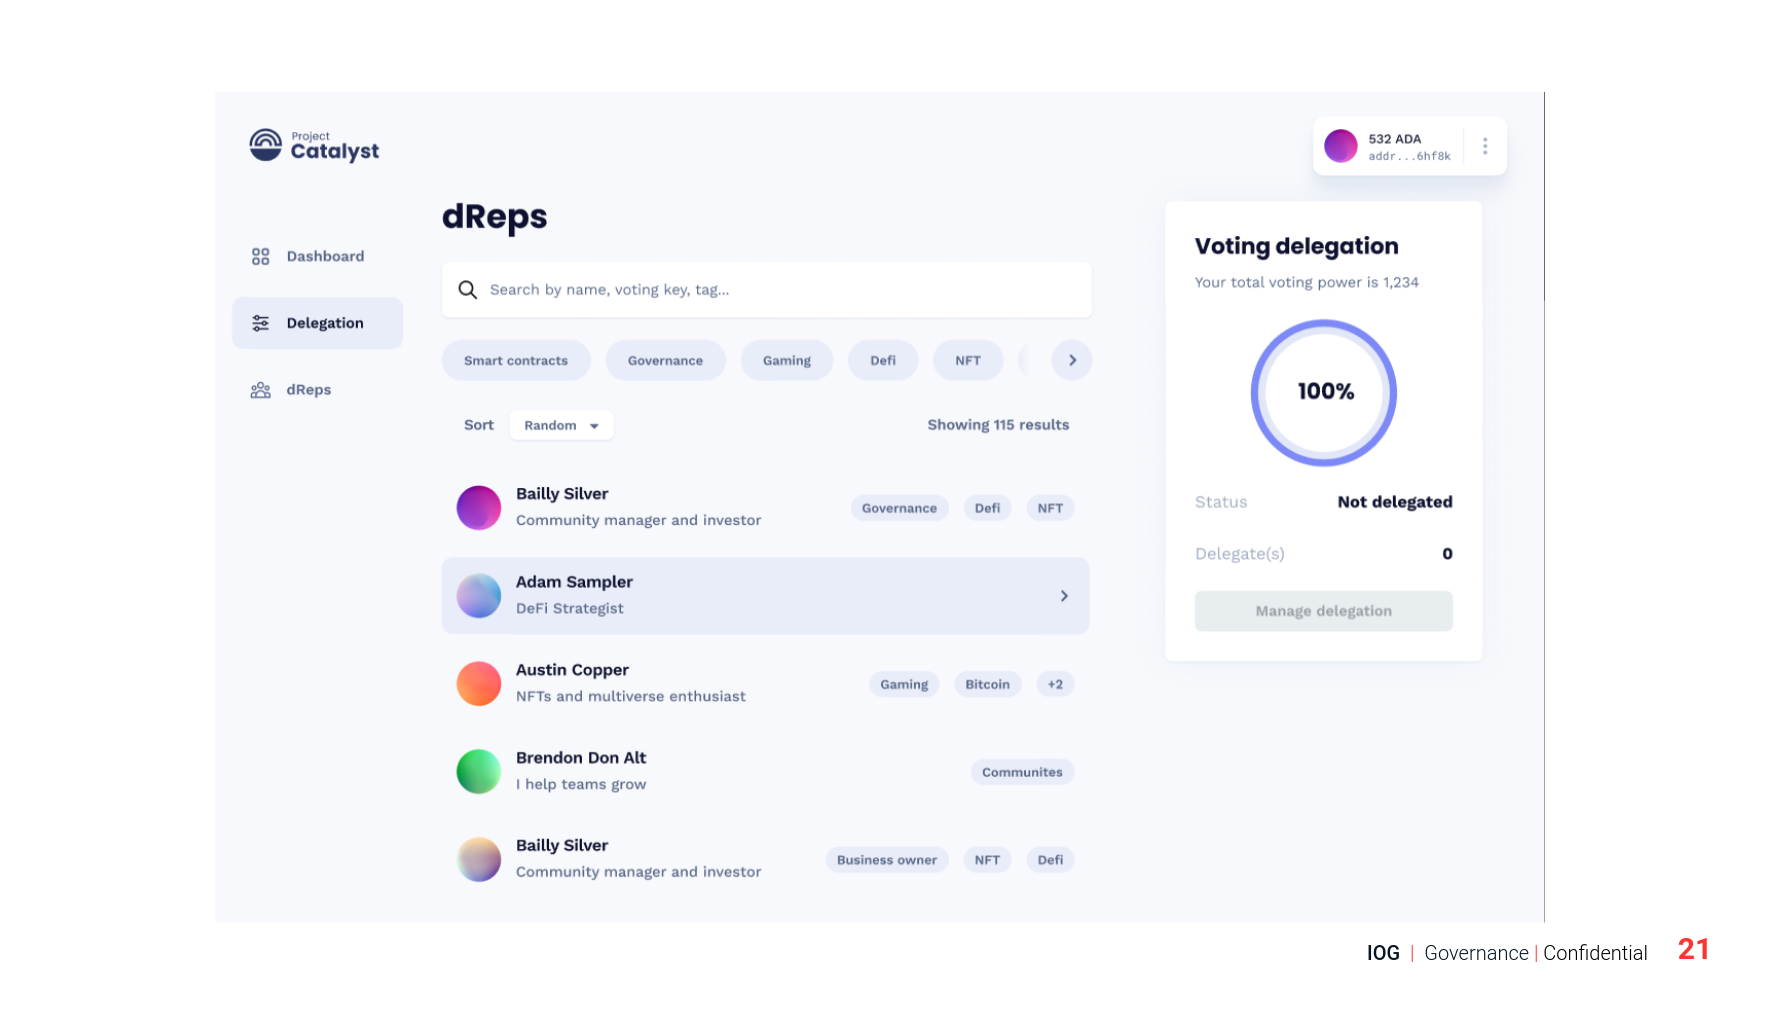 Project
Catalyst
532 ADA
addr...6hf8k
Dashboard
Delegation
dReps
dReps
Search by name, voting key, tag...
Smart contracts
Governance
Gaming
Defi
NFT
Sort
Random
Showing 115 results
Bailly Silver
Community manager and investor
Governance
Defi
NFT
Adam Sampler
DeFi Strategist
Austin Copper
NFTs and multiverse enthusiast
Gaming
Bitcoin
+2
Brendon Don Alt
I help teams grow
Communites
Bailly Silver
Community manager and investor
Business owner
NFT
Defi
Voting delegation
Your total voting power is 1,234
100%
Status Not delegated
Delegate(s) 0
Manage delegation
IOG | Governance | Confidential 21